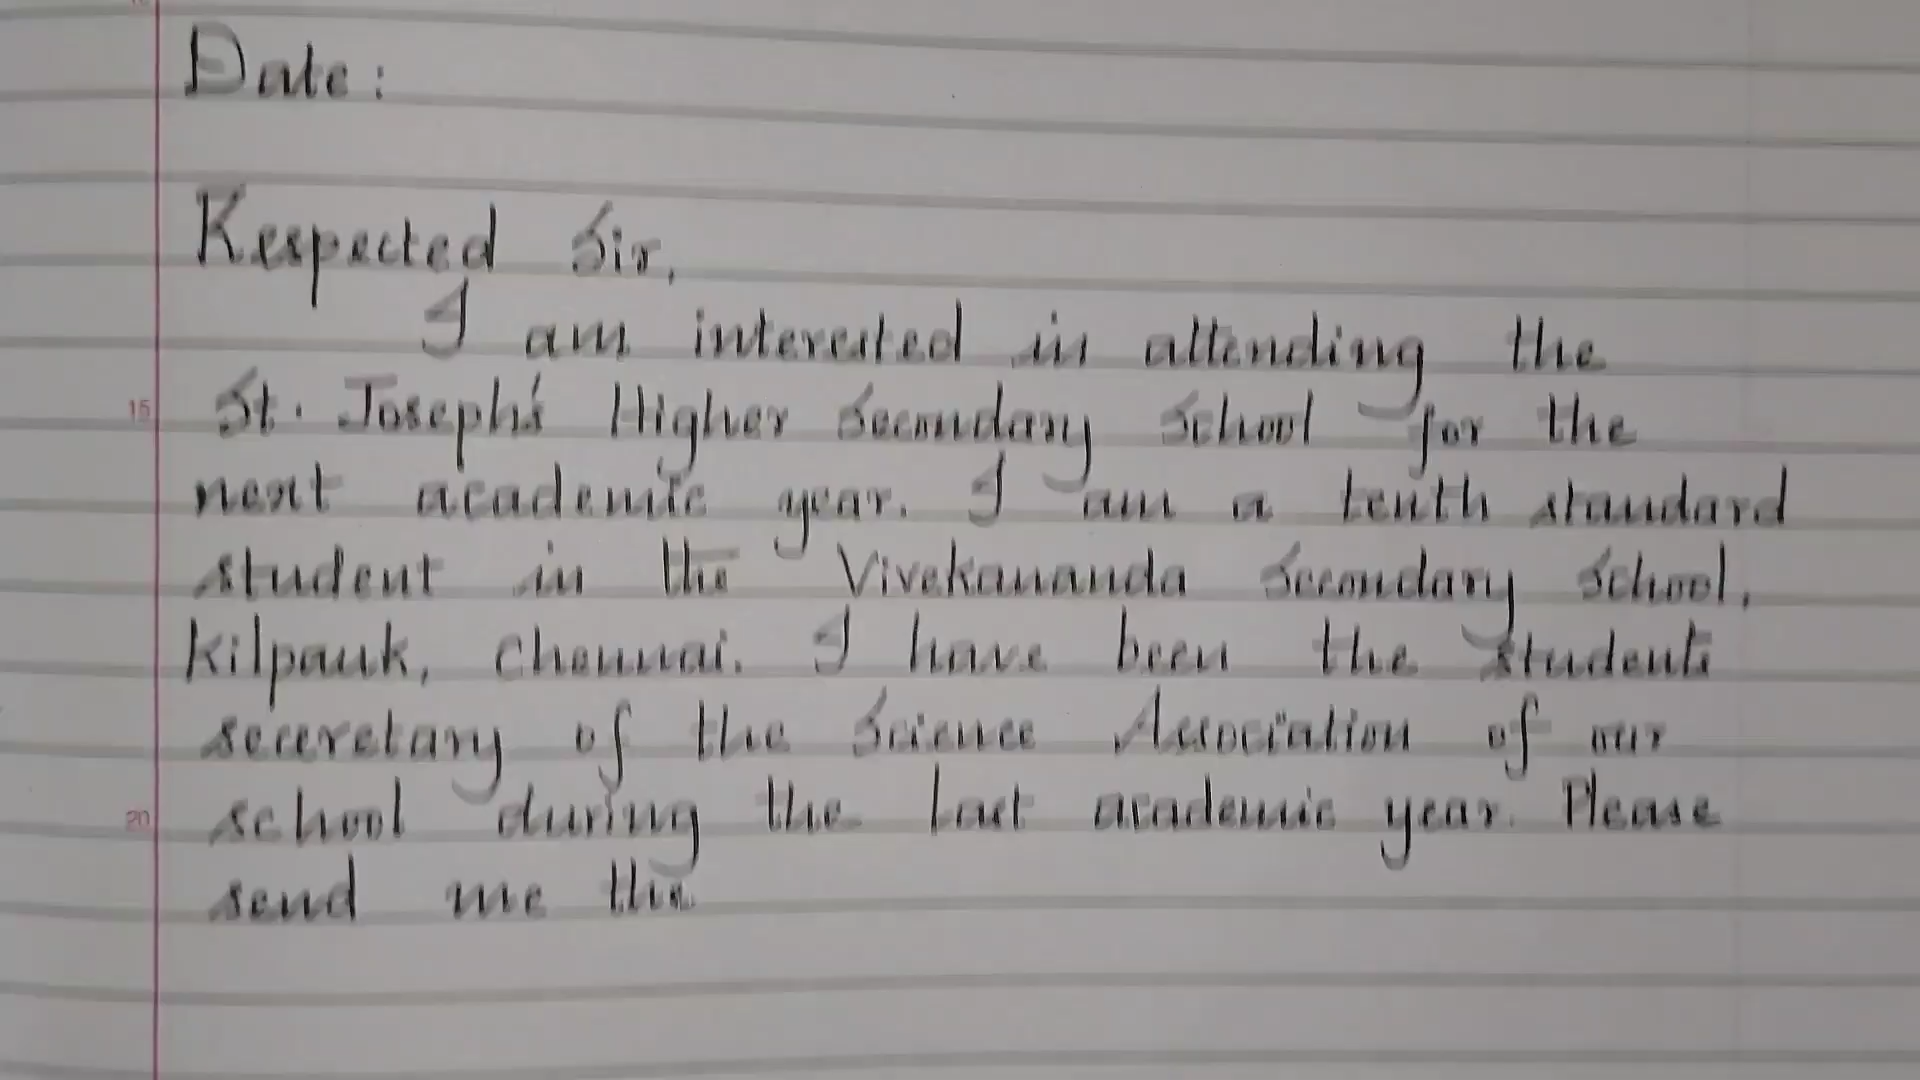 Date:
Respected Sir,
I am interested in attending the
15 St. Joseph's Higher Secondary School for the
next academic year. I am a tenth standard
student in the Vivekananda Secondary School,
Kilpauk, Chennai. I have been the students
secretary of the Science Association of our
20 school during the last academic year. Please
send me the